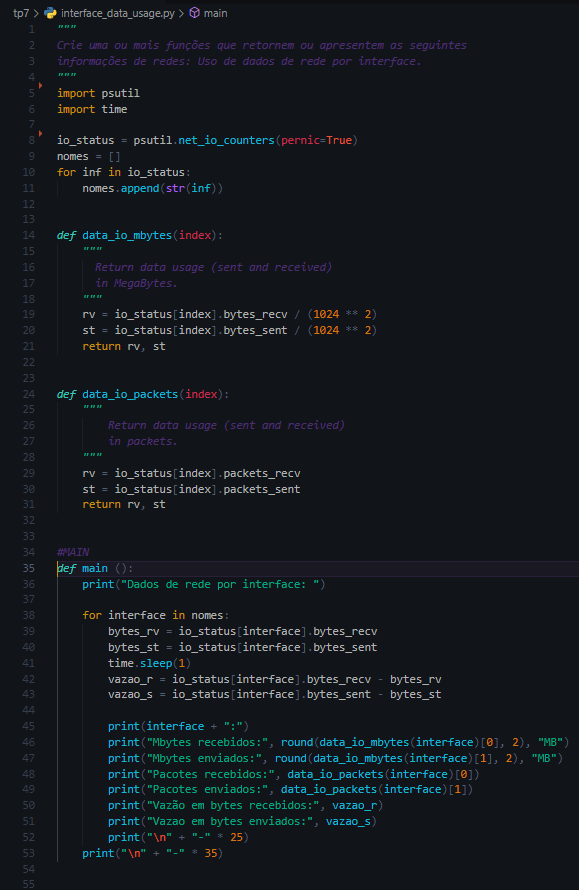 tp7 > interface_data_usage.py > main
1 """
2 Crie uma ou mais funções que retornem ou apresentem as seguintes
3 informações de redes: Uso de dados de rede por interface.
4 """
5 import psutil
6 import time
7
8 io_status = psutil.net_io_counters(pernic=True)
9 nomes = []
10 for inf in io_status:
11     nomes.append(str(inf))
12
13
14 def data_io_mbytes(index):
15     """
16       Return data usage (sent and received)
17       in MegaBytes.
18     """
19     rv = io_status[index].bytes_recv / (1024 ** 2)
20     st = io_status[index].bytes_sent / (1024 ** 2)
21     return rv, st
22
23
24 def data_io_packets(index):
25     """
26         Return data usage (sent and received)
27         in packets.
28     """
29     rv = io_status[index].packets_recv
30     st = io_status[index].packets_sent
31     return rv, st
32
33
34 #MAIN
35 def main ():
36     print("Dados de rede por interface: ")
37
38     for interface in nomes:
39         bytes_rv = io_status[interface].bytes_recv
40         bytes_st = io_status[interface].bytes_sent
41         time.sleep(1)
42         vazao_r = io_status[interface].bytes_recv - bytes_rv
43         vazao_s = io_status[interface].bytes_sent - bytes_st
44
45         print(interface + ":")
46         print("Mbytes recebidos:", round(data_io_mbytes(interface)[0], 2), "MB")
47         print("Mbytes enviados:", round(data_io_mbytes(interface)[1], 2), "MB")
48         print("Pacotes recebidos:", data_io_packets(interface)[0])
49         print("Pacotes enviados:", data_io_packets(interface)[1])
50         print("Vazão em bytes recebidos:", vazao_r)
51         print("Vazao em bytes enviados:", vazao_s)
52         print("\n" + "-" * 25)
53     print("\n" + "-" * 35)
54
55